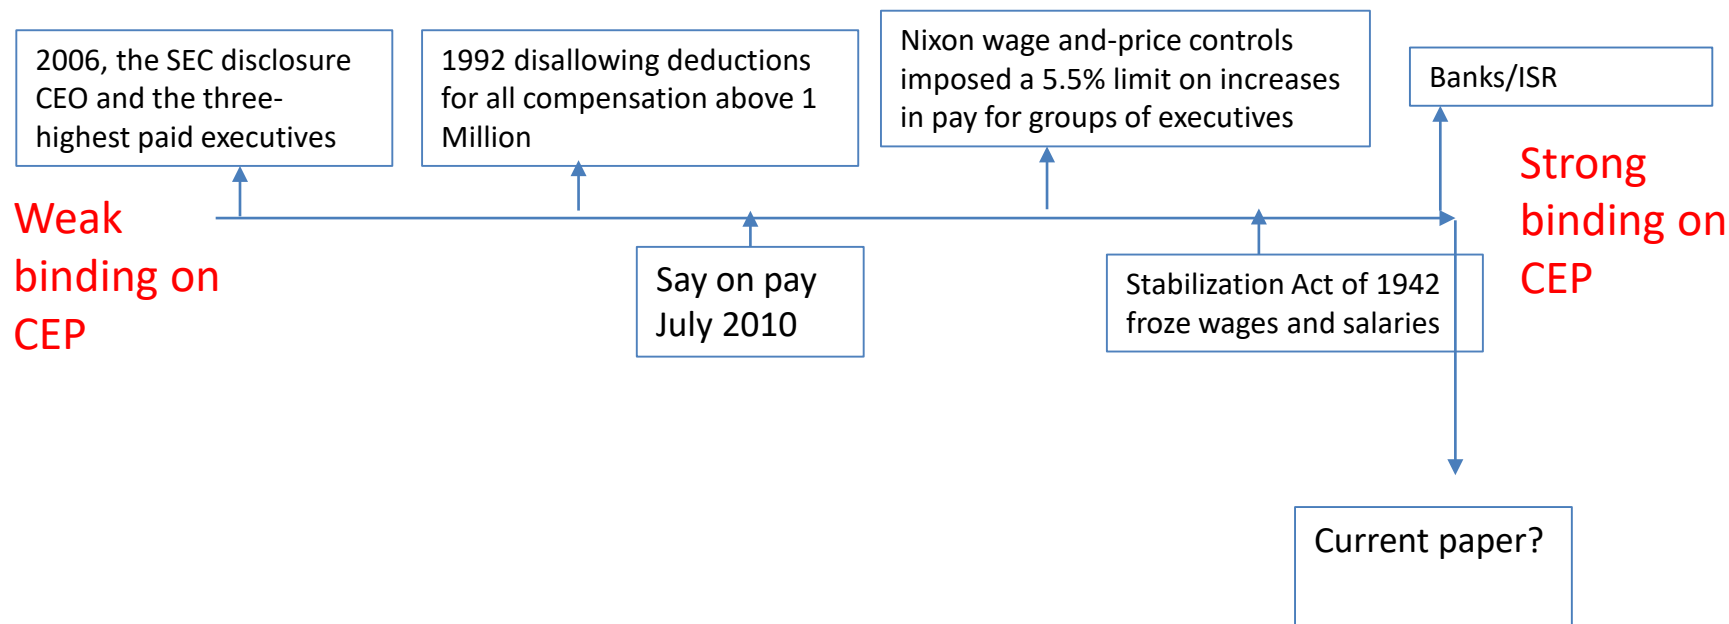 2006, the SEC disclosure
CEO and the three-
highest paid executives
1992 disallowing deductions
for all compensation above 1
Million
Nixon wage and-price controls
imposed a 5.5% limit on increases
in pay for groups of executives
Banks/ISR
Weak
binding on
CEP
Strong
binding on
CEP
Say on pay
July 2010
Stabilization Act of 1942
froze wages and salaries
Current paper?